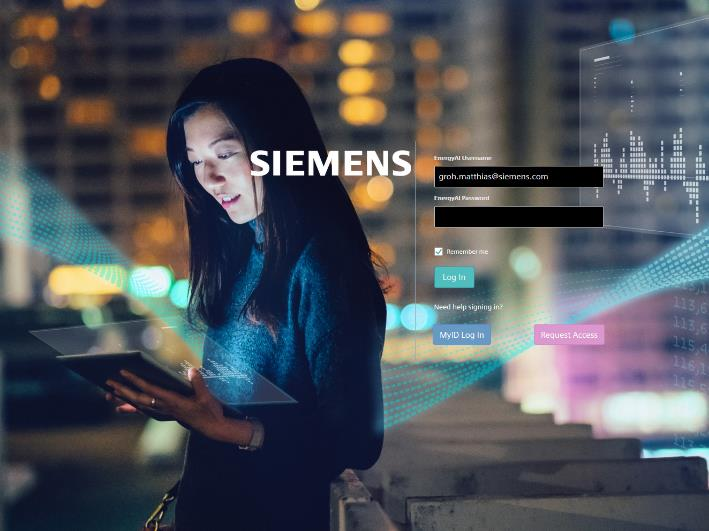 SIEMENS
EnergyAI Username
groh.matthias@siemens.com
EnergyAI Password
Remember me
Log In
Need help signing in?
MyID Log In
Request Access